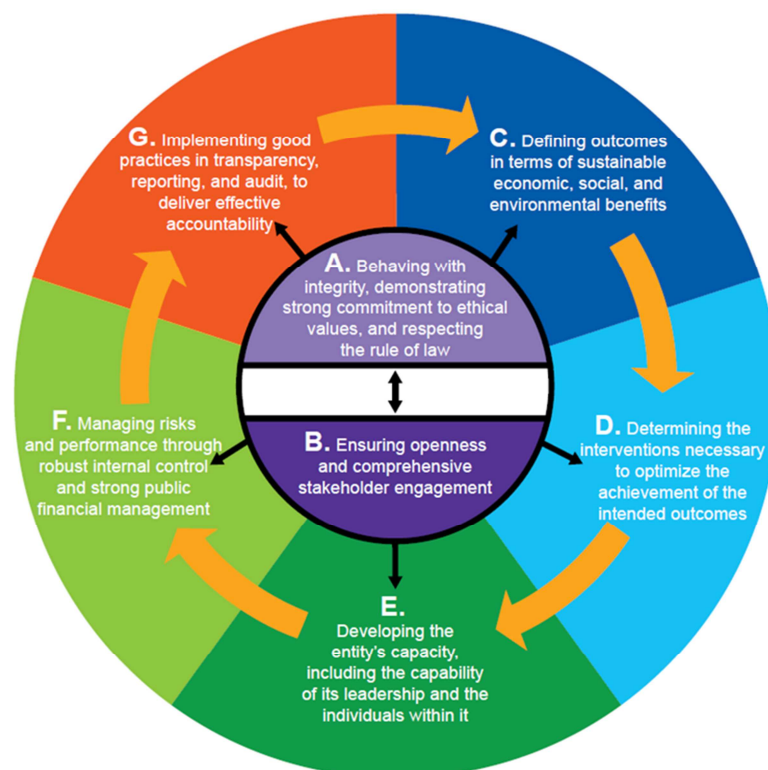 A. Behaving with
integrity, demonstrating
strong commitment to ethical
values, and respecting
the rule of law
B. Ensuring openness
and comprehensive
stakeholder engagement
C. Defining outcomes
in terms of sustainable
economic, social, and
environmental benefits
D. Determining the
interventions necessary
to optimize the
achievement of the
intended outcomes
E.
Developing the
entity's capacity,
including the capability
of its leadership and the
individuals within it
F. Managing risks
and performance through
robust internal control
and strong public
financial management
G. Implementing good
practices in transparency,
reporting, and audit, to
deliver effective
accountability